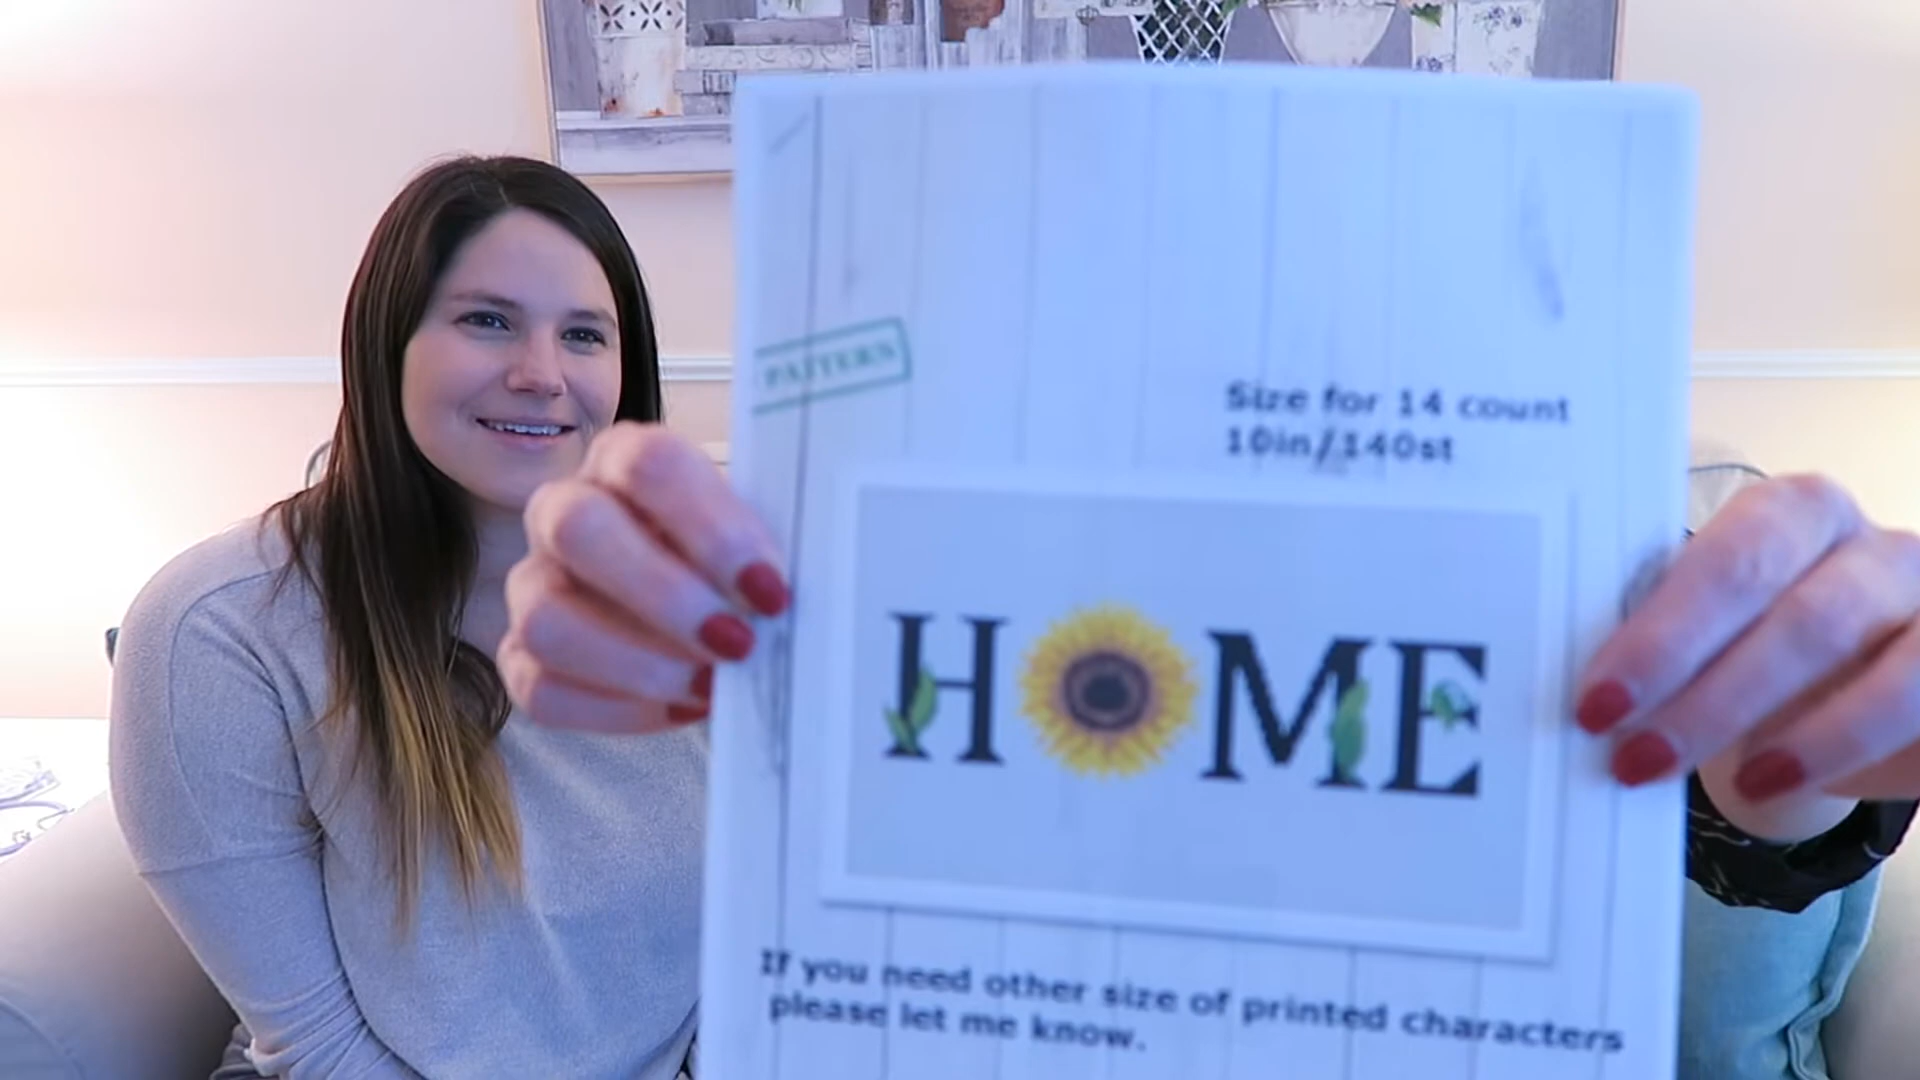 PATTERN
Size for 14 count
10in/140st
HOME
If you need other size of printed characters
please let me know.